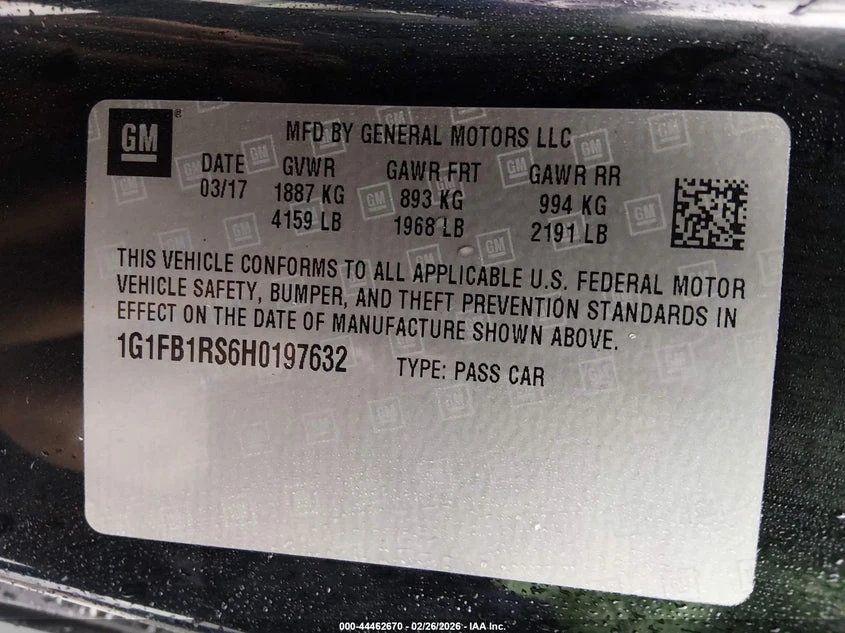 GM ®
MFD BY GENERAL MOTORS LLC
DATE GVWR GAWR FRT GAWR RR
03/17 1887 KG 893 KG 994 KG
4159 LB 1968 LB 2191 LB
THIS VEHICLE CONFORMS TO ALL APPLICABLE U.S. FEDERAL MOTOR
VEHICLE SAFETY, BUMPER, AND THEFT PREVENTION STANDARDS IN
EFFECT ON THE DATE OF MANUFACTURE SHOWN ABOVE.
1G1FB1RS6H0197632 TYPE: PASS CAR
000-44462670 - 02/26/2026 - IAA Inc.